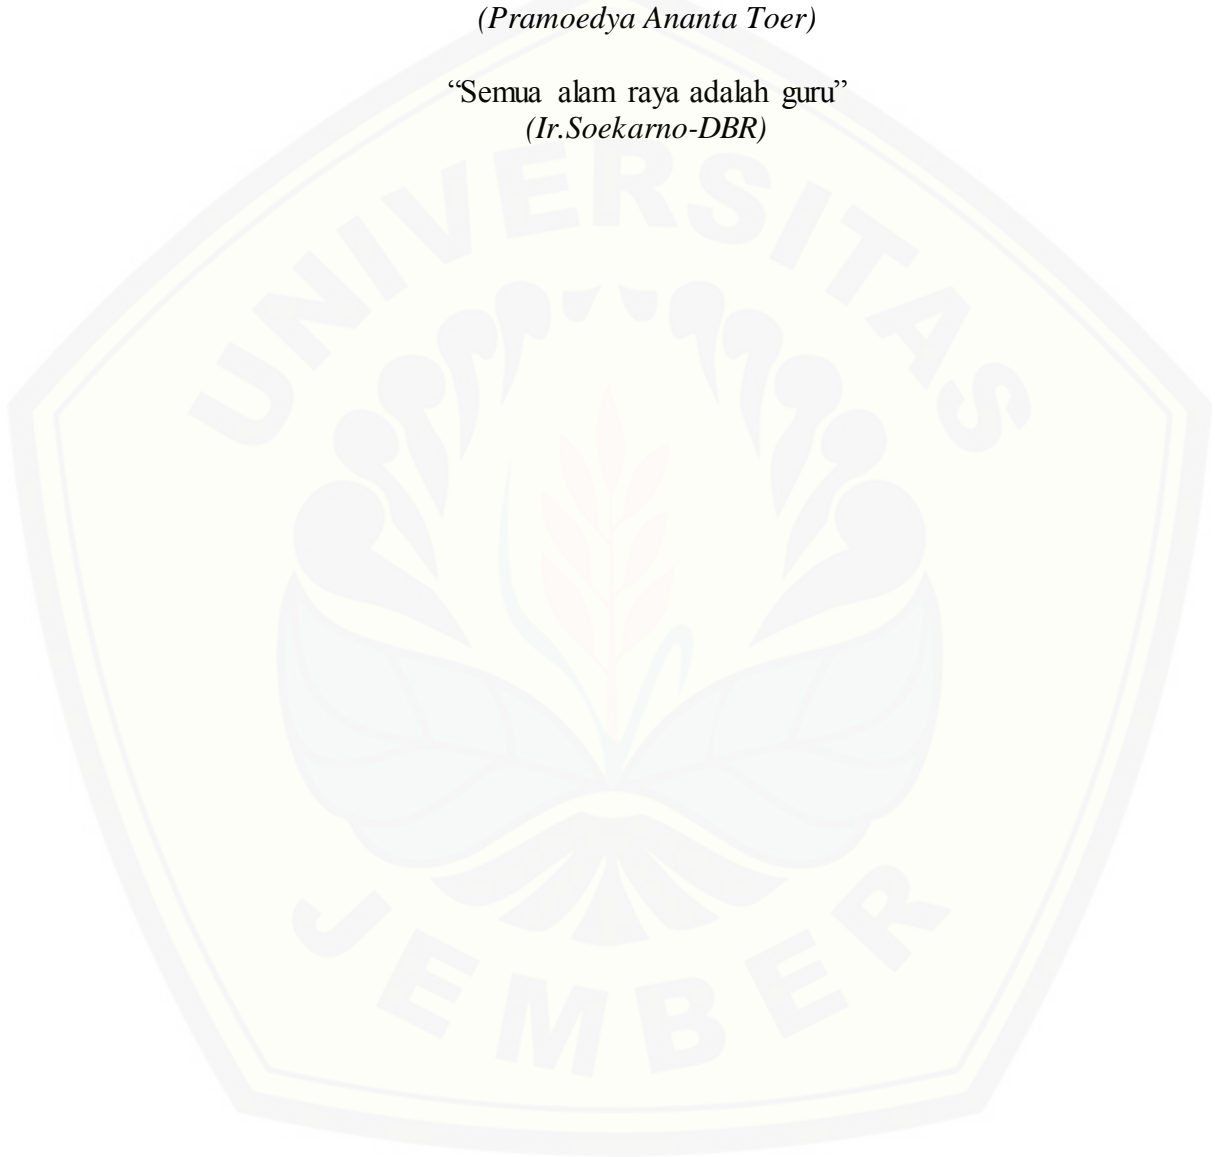 (Pramoedya Ananta Toer)
“Semua alam raya adalah guru”
(Ir.Soekarno-DBR)
UNIVERSITAS
JEMBER